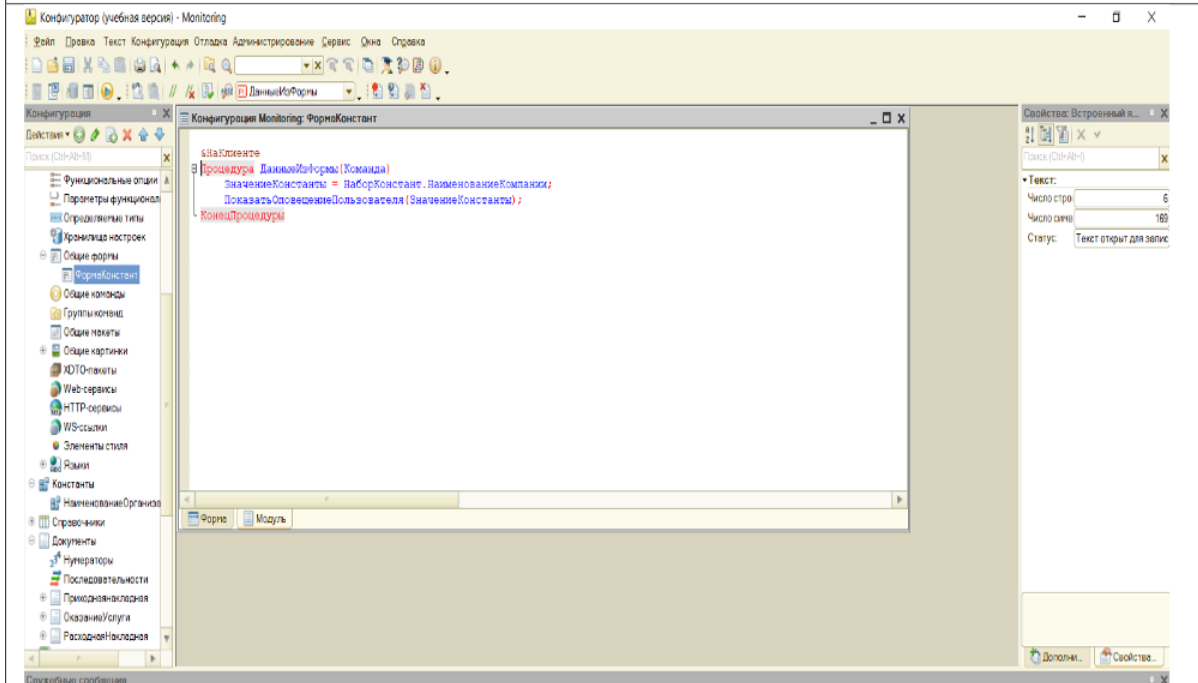 Конфигуратор (учебная версия) - Monitoring
Файл Правка Текст Конфигурация Отладка Администрирование Сервис Окна Справка
ДанныеИзФормы
Конфигурация
Действия
Поиск (Ctrl+Alt+M)
Функциональные опции
Параметры функционал
Определяемые типы
Хранилища настроек
Общие формы
ФормаКонстант
Общие команды
Группы команд
Общие макеты
Общие картинки
XDTO-пакеты
Web-сервисы
HTTP-сервисы
WS-ссылки
Элементы стиля
Языки
Константы
НаименованиеОрганиза
Справочники
Документы
Нумераторы
Последовательности
ПриходнаяНакладная
ОказаниеУслуги
РасходнаяНакладная
Конфигурация Monitoring: ФормаКонстант
&НаКлиенте
Процедура ДанныеИзФормы(Команда)
ЗначениеКонстанты = НаборКонстант.НаименованиеКомпании;
ПоказатьОповещениеПользователя(ЗначениеКонстанты);
КонецПроцедуры
Форма Модуль
Свойства: Встроенный я...
Поиск (Ctrl+Alt+I)
Текст:
Число стро 6
Число симв 169
Статус: Текст открыт для запис
Дополни... Свойства...
Служебные сообщения